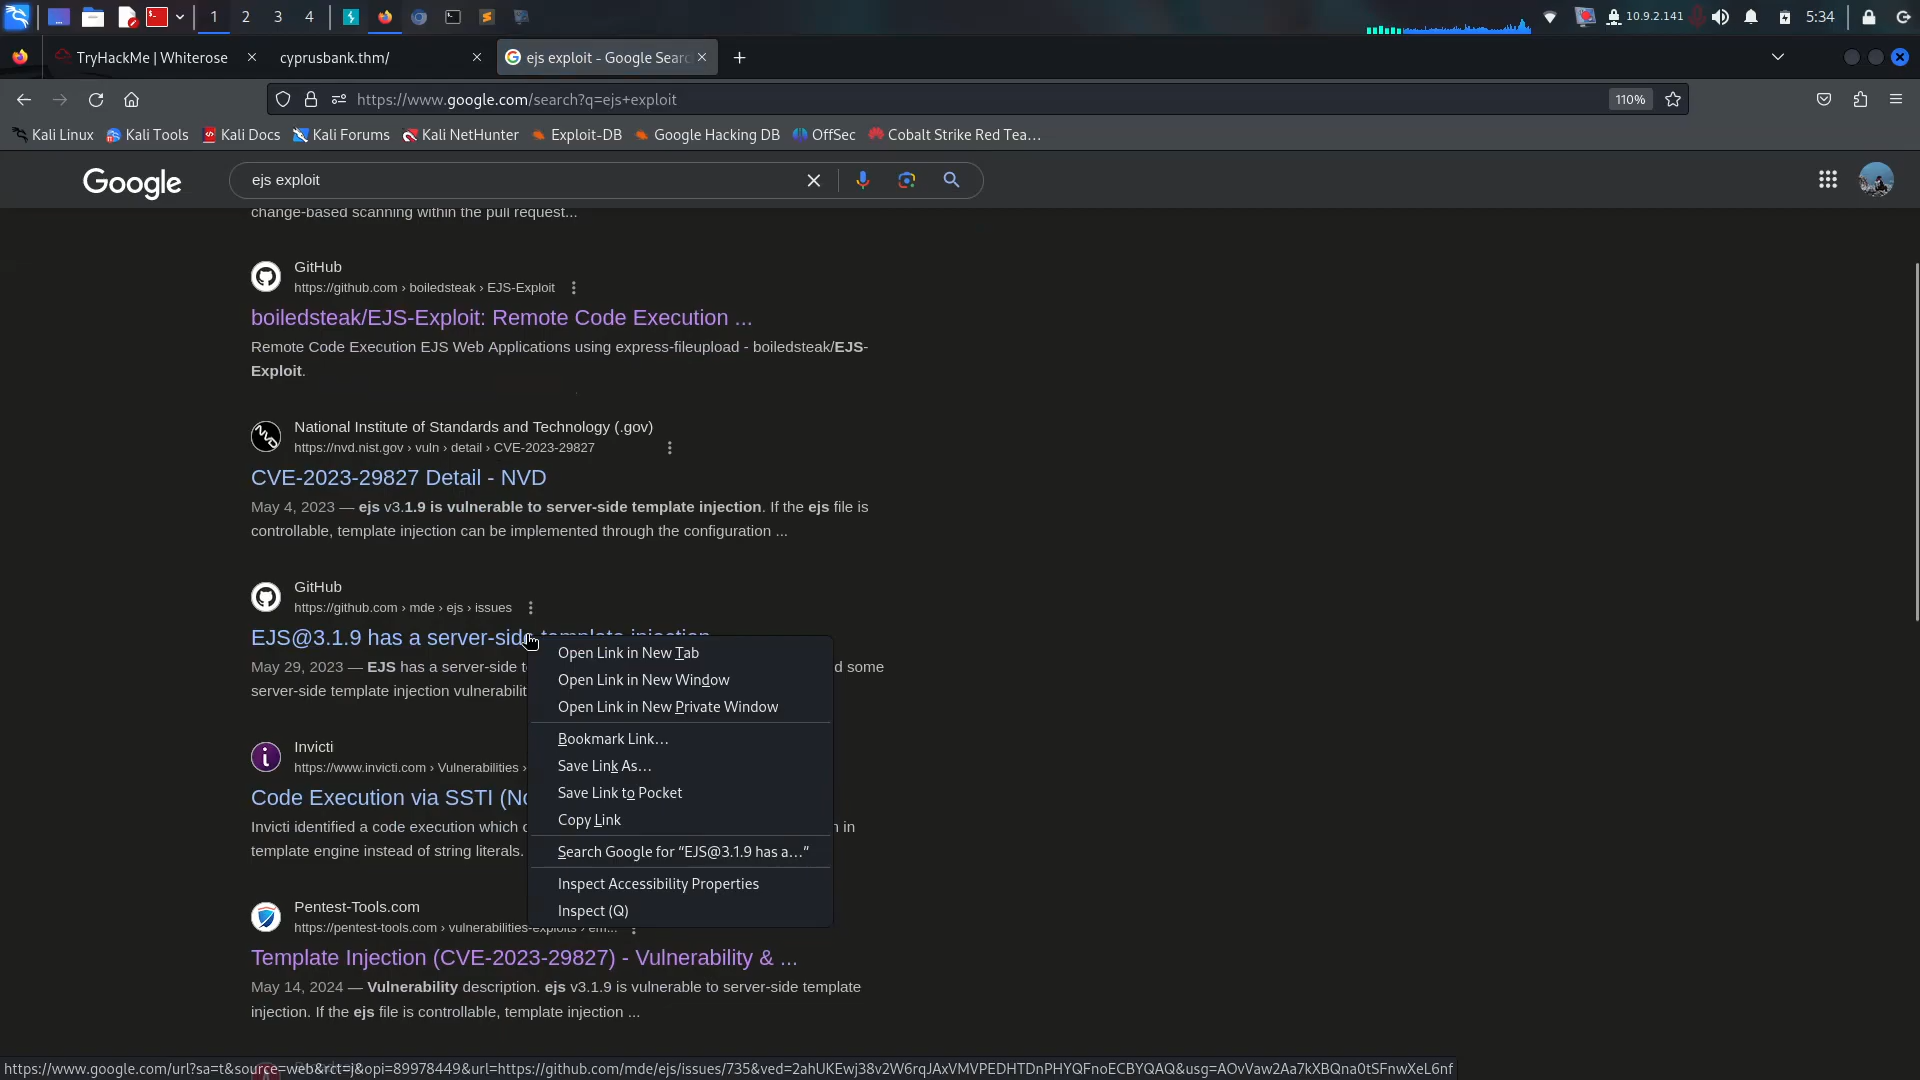 1 2 3 4
10.9.2.141
5:34
TryHackMe | Whiterose
cyprusbank.thm/
ejs exploit - Google Searc
https://www.google.com/search?q=ejs+exploit
110%
Kali Linux
Kali Tools
Kali Docs
Kali Forums
Kali NetHunter
Exploit-DB
Google Hacking DB
OffSec
Cobalt Strike Red Tea…
Google
ejs exploit
change-based scanning within the pull request...
GitHub
https://github.com › boiledsteak › EJS-Exploit
boiledsteak/EJS-Exploit: Remote Code Execution ...
Remote Code Execution EJS Web Applications using express-fileupload - boiledsteak/EJS-
Exploit.
National Institute of Standards and Technology (.gov)
https://nvd.nist.gov › vuln › detail › CVE-2023-29827
CVE-2023-29827 Detail - NVD
May 4, 2023 — ejs v3.1.9 is vulnerable to server-side template injection. If the ejs file is
controllable, template injection can be implemented through the configuration ...
GitHub
https://github.com › mde › ejs › issues
EJS@3.1.9 has a server-side template injection
May 29, 2023 — EJS has a server-side t
d some
server-side template injection vulnerabilit
Invicti
https://www.invicti.com › Vulnerabilities ›
Code Execution via SSTI (No
Invicti identified a code execution which c
n in
template engine instead of string literals.
Pentest-Tools.com
https://pentest-tools.com › vulnerabilities-exploits › em...
Template Injection (CVE-2023-29827) - Vulnerability & ...
May 14, 2024 — Vulnerability description. ejs v3.1.9 is vulnerable to server-side template
injection. If the ejs file is controllable, template injection ...
Open Link in New Tab
Open Link in New Window
Open Link in New Private Window
Bookmark Link…
Save Link As…
Save Link to Pocket
Copy Link
Search Google for “EJS@3.1.9 has a…”
Inspect Accessibility Properties
Inspect (Q)
https://www.google.com/url?sa=t&source=web&rct=j&opi=89978449&url=https://github.com/mde/ejs/issues/735&ved=2ahUKEwj38v2W6rqJAxVMVPEDHTDnPHYQFnoECBYQAQ&usg=AOvVaw2Aa7kXBQna0tSFnwXeL6nf